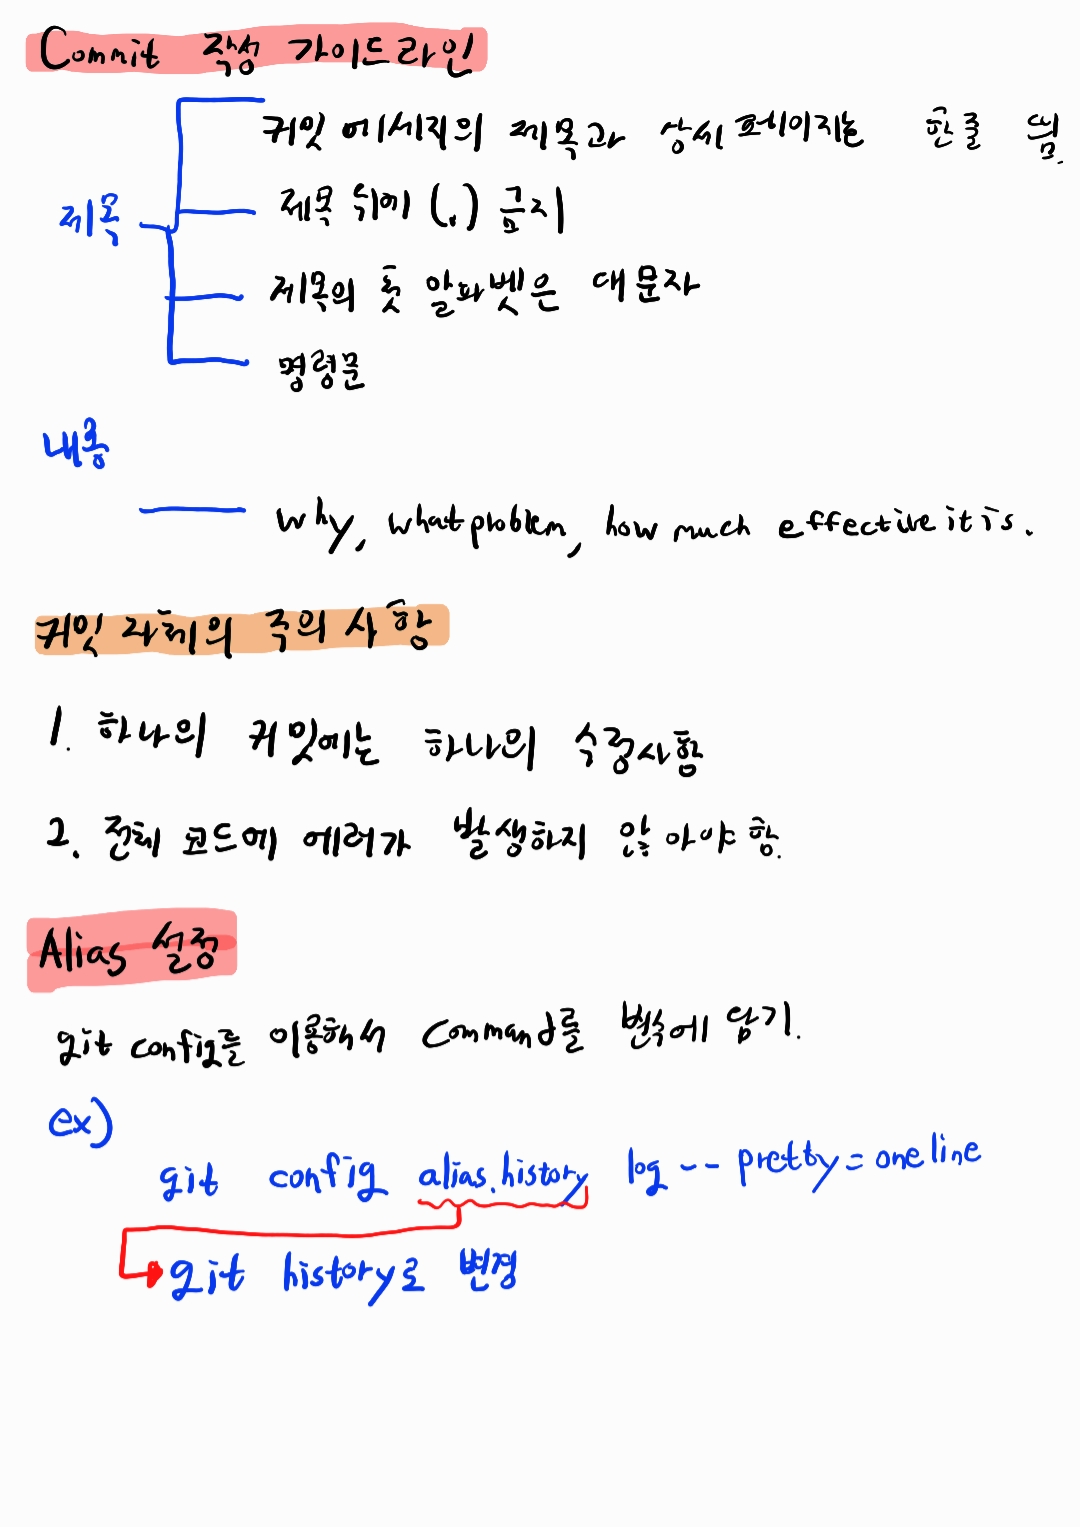 Commit 작성 가이드라인
커밋 메세지의 제목과 상세페이지는 한줄 띔.
제목
제목 뒤에 (.) 금지
제목의 첫 알파벳은 대문자
명령문
내용
why, what problem, how much effective it is.
커밋 자체의 주의 사항
1. 하나의 커밋에는 하나의 수정사항
2. 전체 코드에 에러가 발생하지 않아야 함.
Alias 설정
git config를 이용해서 Command를 변수에 담기.
ex)
git config alias.history log -- pretty=oneline
git history로 변경